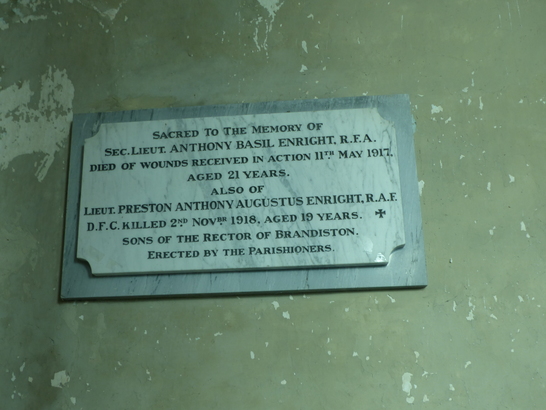 SACRED TO THE MEMORY OF
SEC. LIEUT. ANTHONY BASIL ENRIGHT, R.F.A.
DIED OF WOUNDS RECEIVED IN ACTION 11TH MAY 1917.
AGED 21 YEARS.
ALSO OF
LIEUT. PRESTON ANTHONY AUGUSTUS ENRIGHT, R.A.F.
D.F.C. KILLED 2ND NOVBR 1918, AGED 19 YEARS.
SONS OF THE RECTOR OF BRANDISTON.
ERECTED BY THE PARISHIONERS.